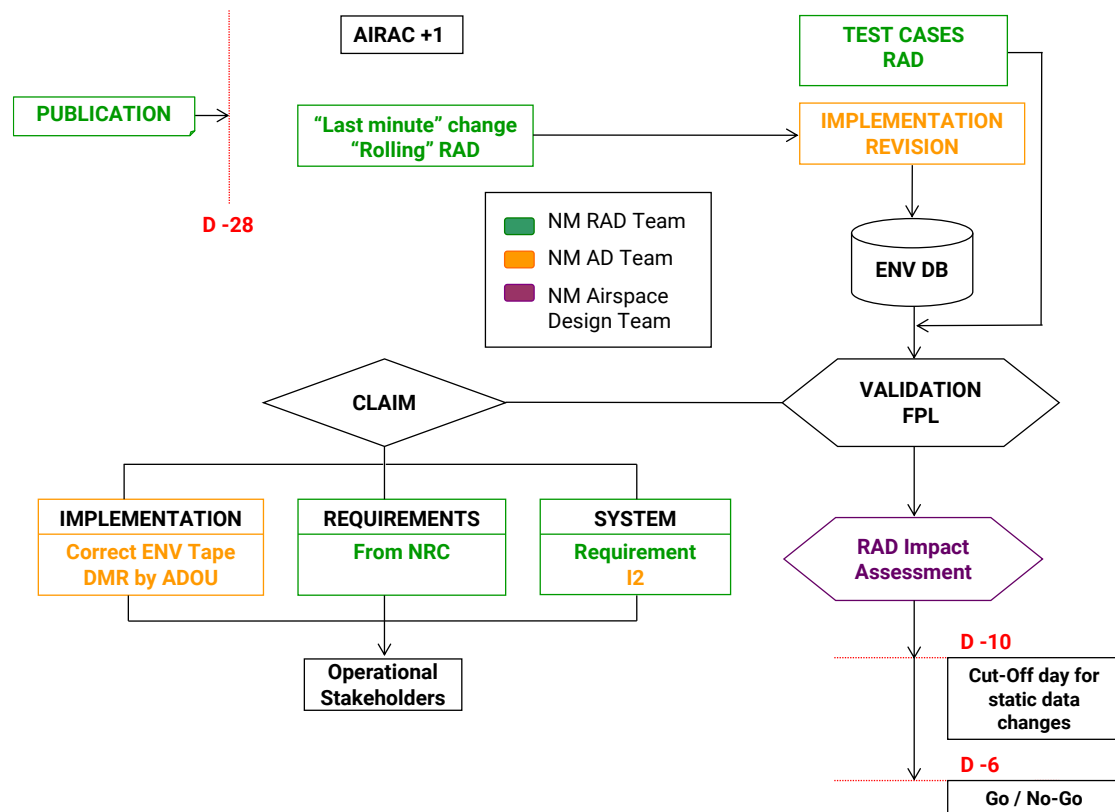 AIRAC +1
TEST CASES
RAD
PUBLICATION
“Last minute” change
“Rolling” RAD
IMPLEMENTATION
REVISION
D -28
NM RAD Team
NM AD Team
NM Airspace
Design Team
ENV DB
CLAIM
VALIDATION
FPL
IMPLEMENTATION
Correct ENV Tape
DMR by ADOU
REQUIREMENTS
From NRC
SYSTEM
Requirement
I2
RAD Impact
Assessment
Operational
Stakeholders
D -10
Cut-Off day for
static data
changes
D -6
Go / No-Go